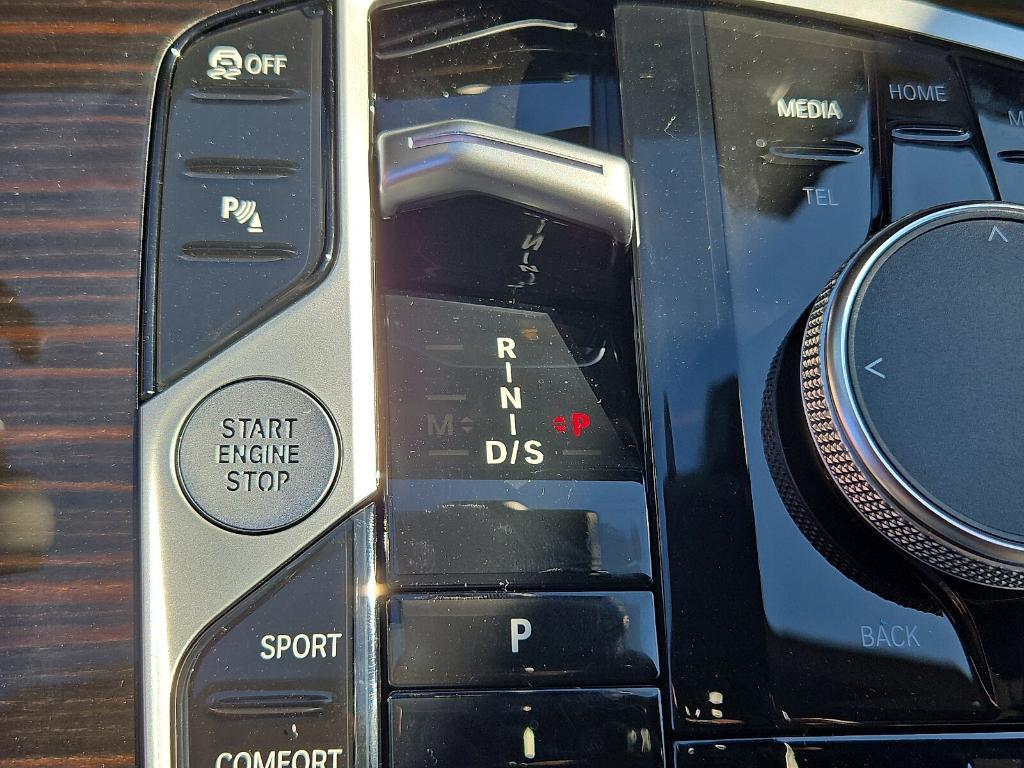 OFF
P
START
ENGINE
STOP
SPORT
COMFORT
R
N
M
P
D/S
P
MEDIA
TEL
HOME
BACK